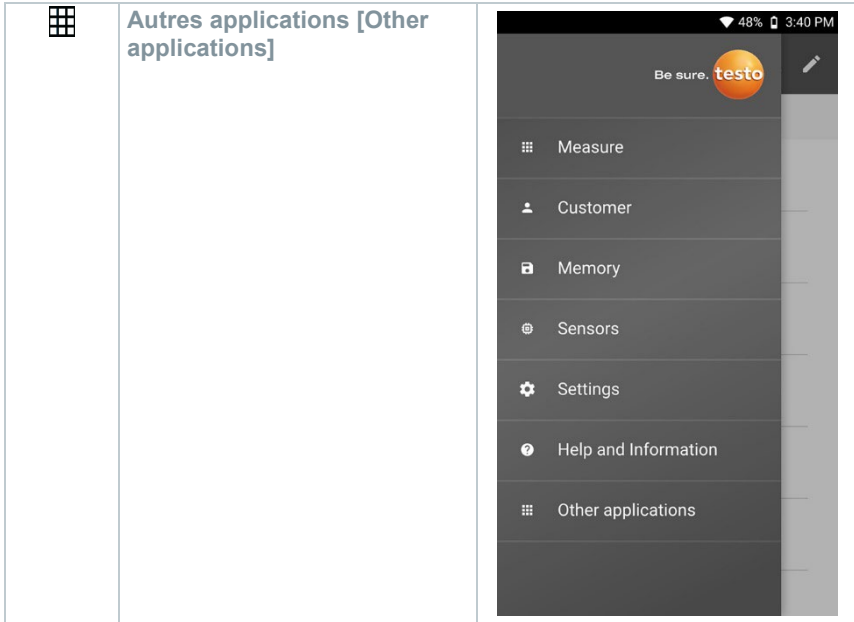 Autres applications [Other
applications]
48% 3:40 PM
Be sure. testo
Measure
Customer
Memory
Sensors
Settings
Help and Information
Other applications